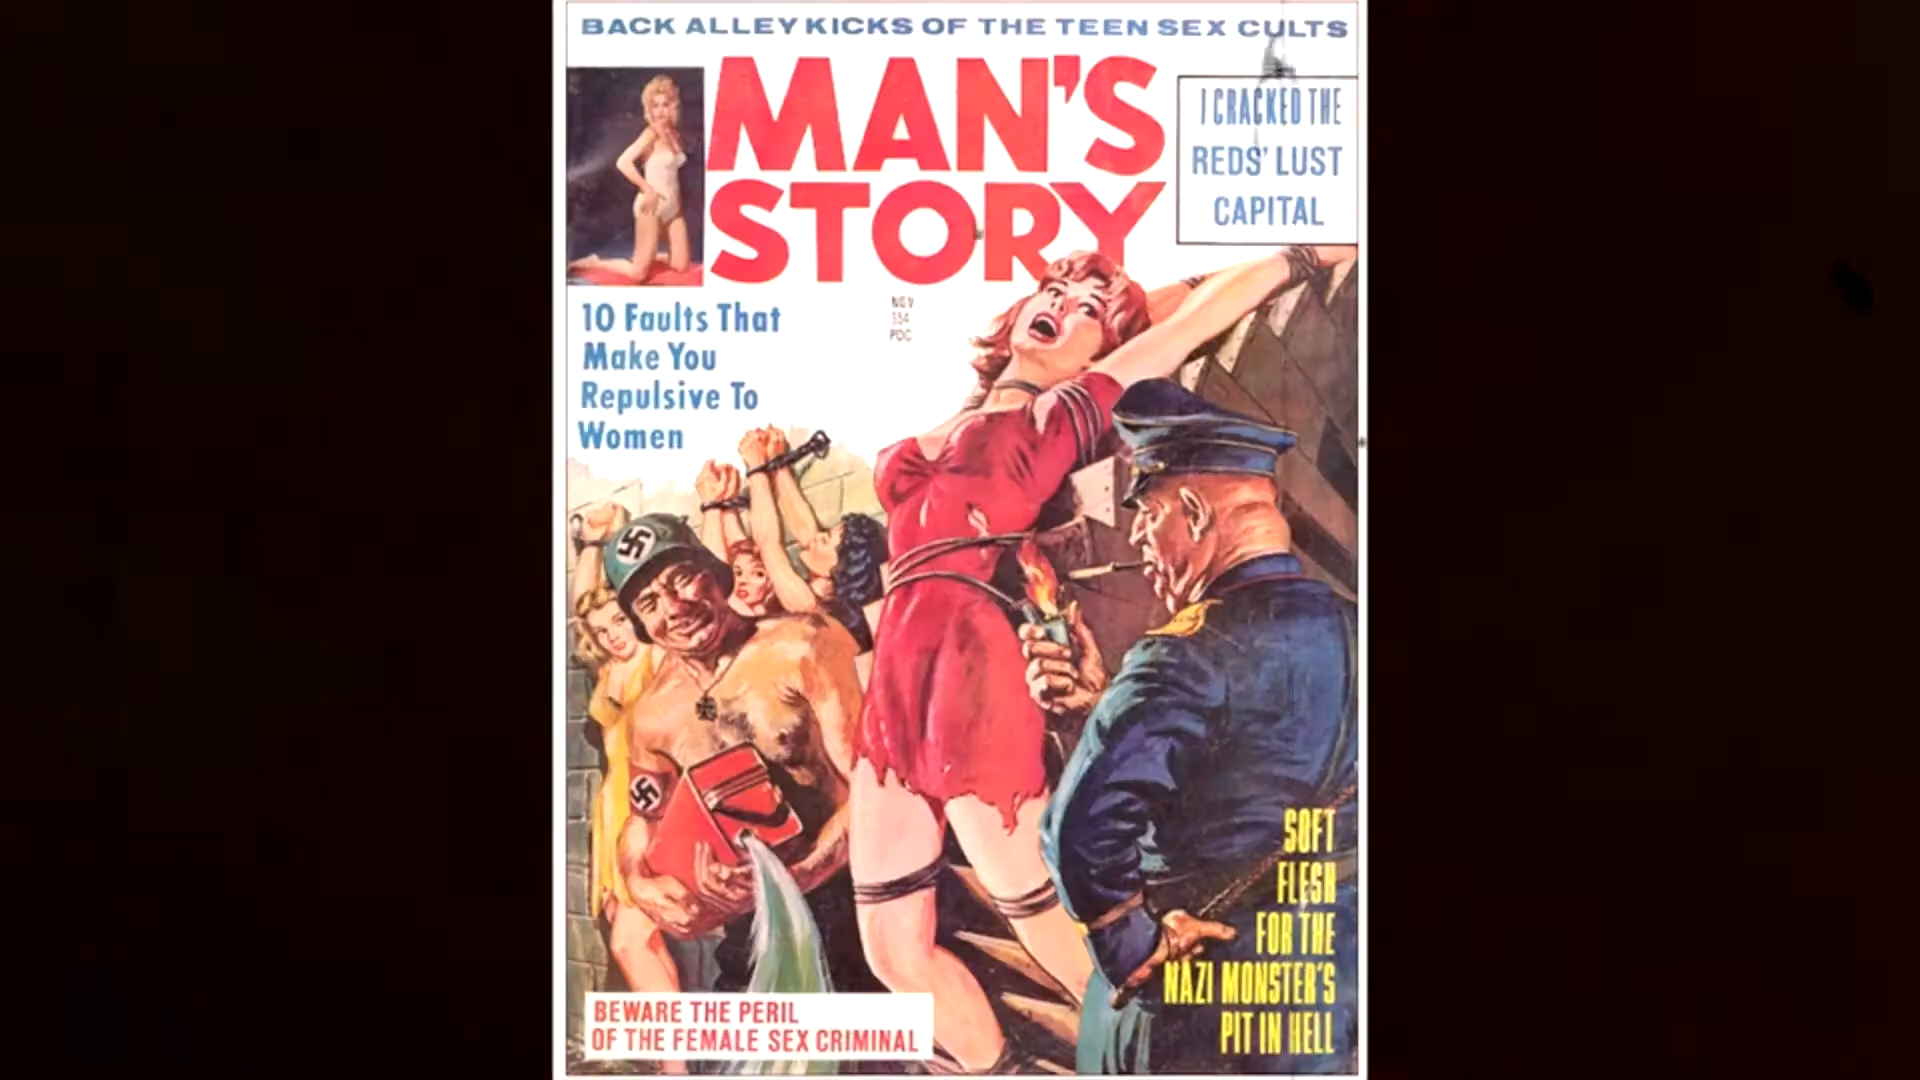 BACK ALLEY KICKS OF THE TEEN SEX CULTS
MAN'S
STORY
I CRACKED THE
REDS' LUST
CAPITAL
10 Faults That
Make You
Repulsive To
Women
NOV
35¢
PDC
SOFT
FLESH
FOR THE
NAZI MONSTER'S
PIT IN HELL
BEWARE THE PERIL
OF THE FEMALE SEX CRIMINAL